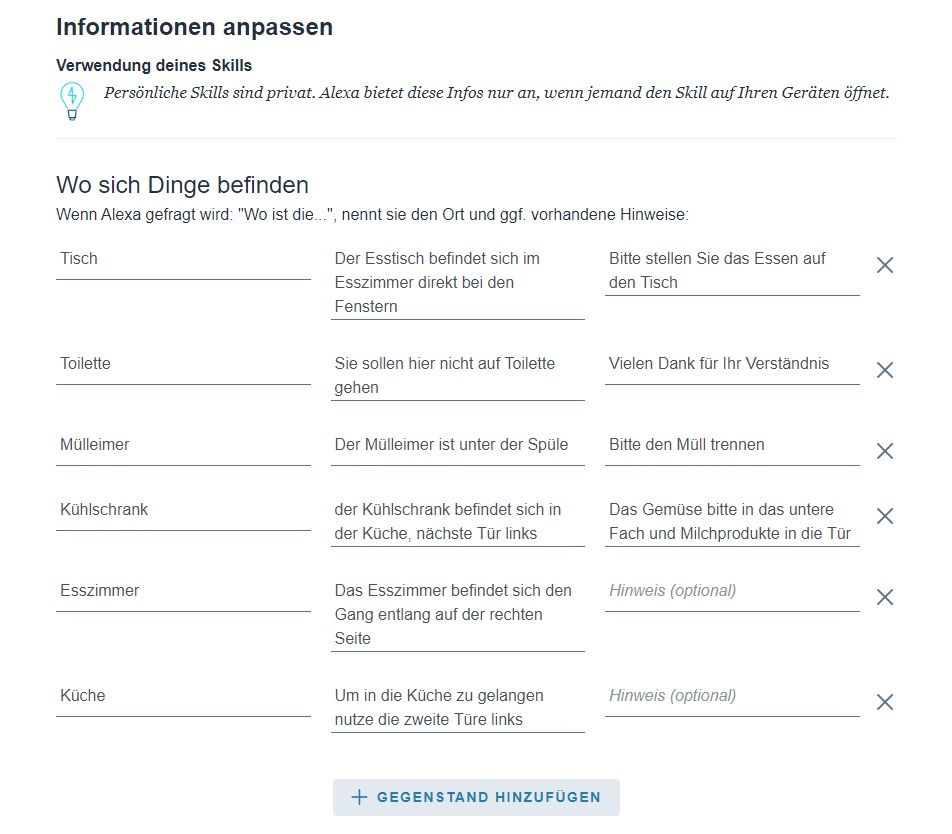 Informationen anpassen
Verwendung deines Skills
Persönliche Skills sind privat. Alexa bietet diese Infos nur an, wenn jemand den Skill auf Ihren Geräten öffnet.
Wo sich Dinge befinden
Wenn Alexa gefragt wird: "Wo ist die...", nennt sie den Ort und ggf. vorhandene Hinweise:
Tisch
Der Esstisch befindet sich im
Esszimmer direkt bei den
Fenstern
Bitte stellen Sie das Essen auf
den Tisch
Toilette
Sie sollen hier nicht auf Toilette
gehen
Vielen Dank für Ihr Verständnis
Mülleimer
Der Mülleimer ist unter der Spüle
Bitte den Müll trennen
Kühlschrank
der Kühlschrank befindet sich in
der Küche, nächste Tür links
Das Gemüse bitte in das untere
Fach und Milchprodukte in die Tür
Esszimmer
Das Esszimmer befindet sich den
Gang entlang auf der rechten
Seite
Hinweis (optional)
Küche
Um in die Küche zu gelangen
nutze die zweite Türe links
Hinweis (optional)
GEGENSTAND HINZUFÜGEN